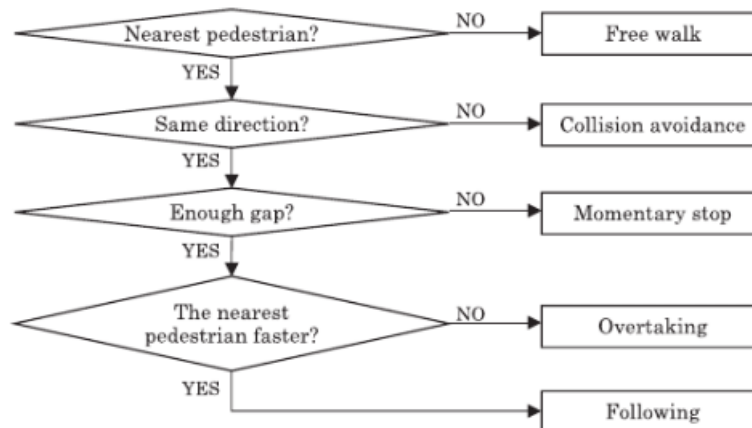 Nearest pedestrian?
NO
Free walk
YES
Same direction?
NO
Collision avoidance
YES
Enough gap?
NO
Momentary stop
YES
The nearest
pedestrian faster?
NO
Overtaking
YES
Following